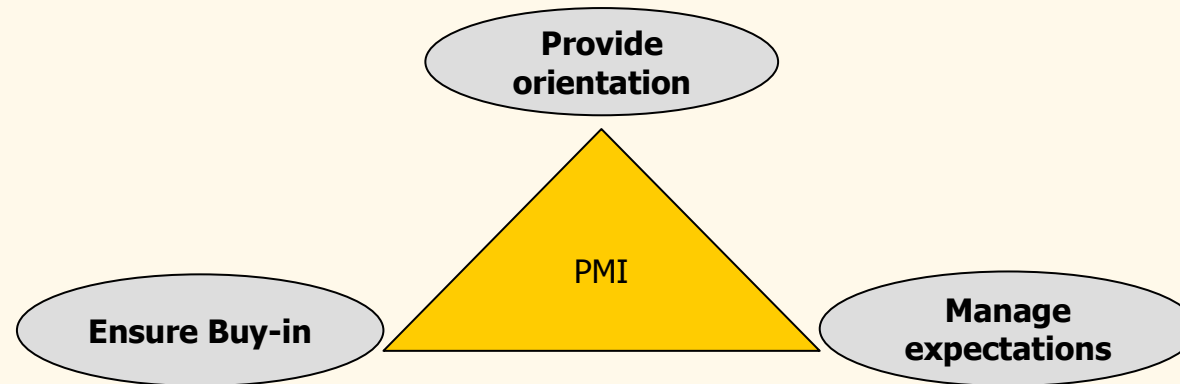 Provide
orientation
PMI
Ensure Buy-in
Manage
expectations